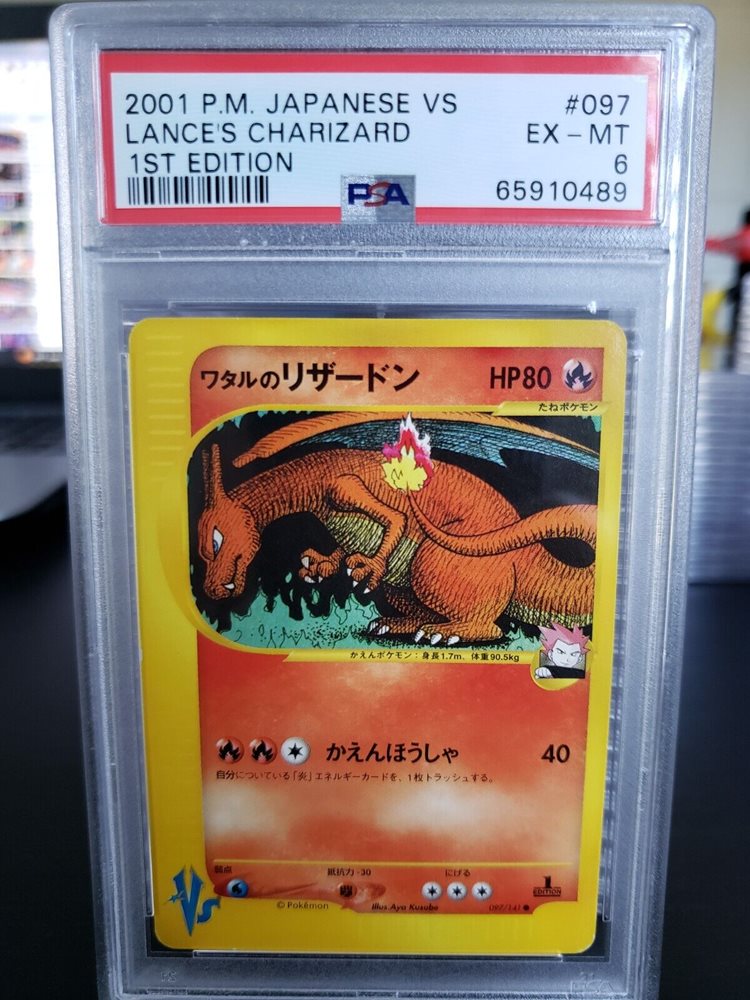 2001 P.M. JAPANESE VS #097
LANCE'S CHARIZARD EX - MT
1ST EDITION 6
PSA 65910489
ワタルのリザードン HP80
たねポケモン
かえんポケモン：身長1.7m、体重90.5kg
かえんほうしゃ 40
自分についている「炎」エネルギーカードを、1枚トラッシュする。
弱点 抵抗力 -30 にげる
1
EDITION
Vs
©Pokémon Illus. Aya Kusube 097/141 ●